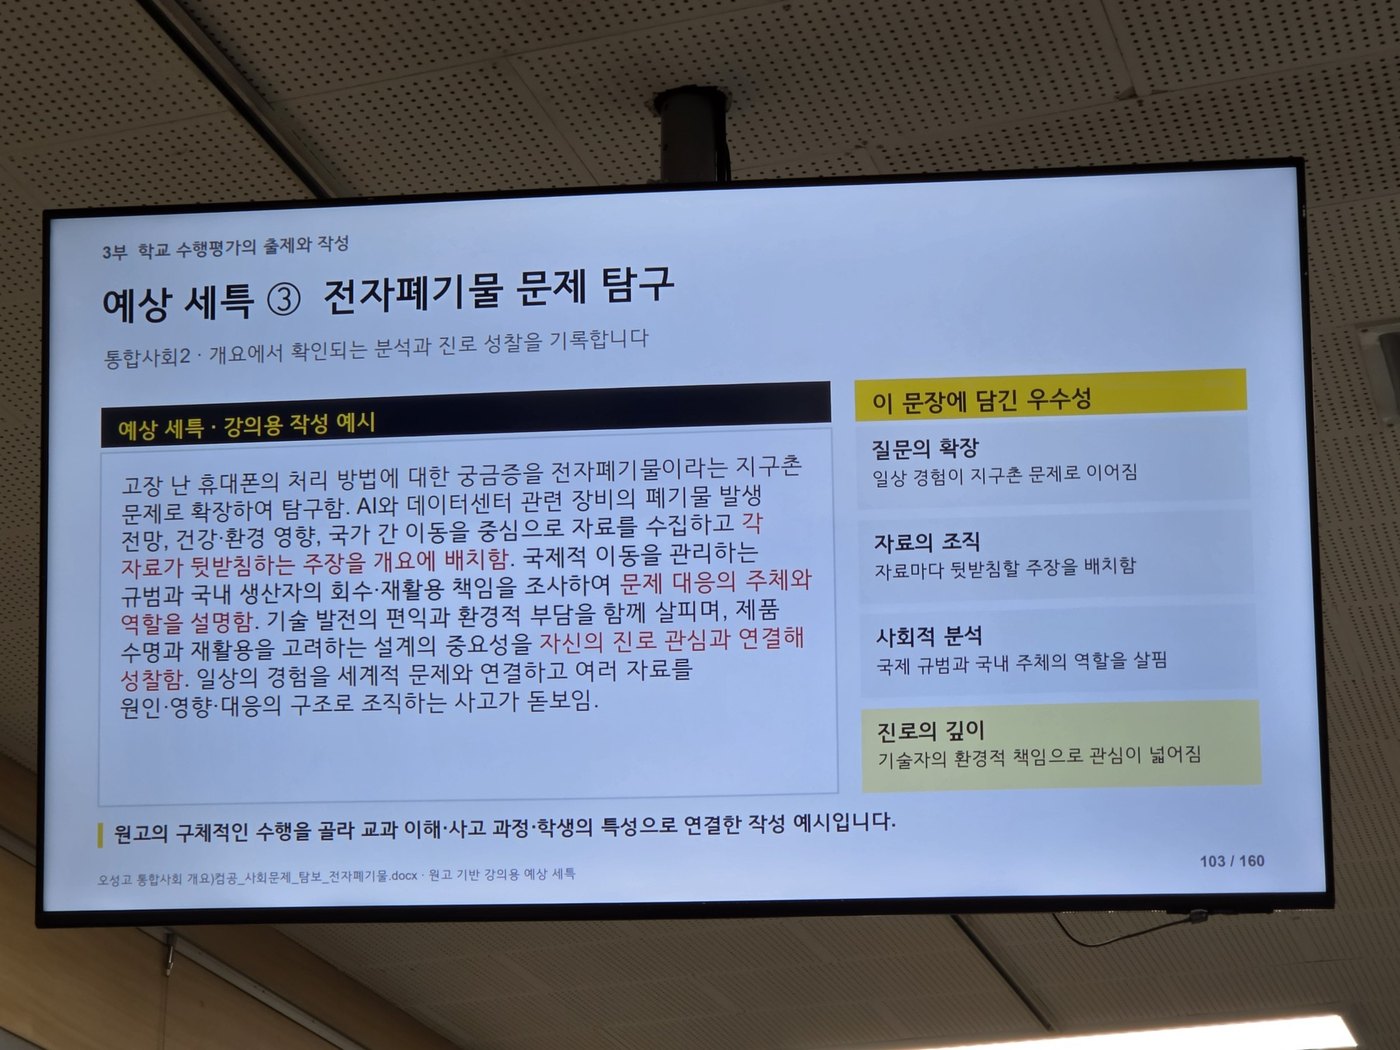 3부 학교 수행평가의 출제와 작성
예상 세특 ③ 전자폐기물 문제 탐구
통합사회2 · 개요에서 확인되는 분석과 진로 성찰을 기록합니다
예상 세특 · 강의용 작성 예시
고장 난 휴대폰의 처리 방법에 대한 궁금증을 전자폐기물이라는 지구촌
문제로 확장하여 탐구함. AI와 데이터센터 관련 장비의 폐기물 발생
전망, 건강·환경 영향, 국가 간 이동을 중심으로 자료를 수집하고 각
자료가 뒷받침하는 주장을 개요에 배치함. 국제적 이동을 관리하는
규범과 국내 생산자의 회수·재활용 책임을 조사하여 문제 대응의 주체와
역할을 설명함. 기술 발전의 편익과 환경적 부담을 함께 살피며, 제품
수명과 재활용을 고려하는 설계의 중요성을 자신의 진로 관심과 연결해
성찰함. 일상의 경험을 세계적 문제와 연결하고 여러 자료를
원인·영향·대응의 구조로 조직하는 사고가 돋보임.
이 문장에 담긴 우수성
질문의 확장
일상 경험이 지구촌 문제로 이어짐
자료의 조직
자료마다 뒷받침할 주장을 배치함
사회적 분석
국제 규범과 국내 주체의 역할을 살핌
진로의 깊이
기술자의 환경적 책임으로 관심이 넓어짐
원고의 구체적인 수행을 골라 교과 이해·사고 과정·학생의 특성으로 연결한 작성 예시입니다.
오성고 통합사회 개요)컴공_사회문제_탐보_전자폐기물.docx · 원고 기반 강의용 예상 세특
103 / 160